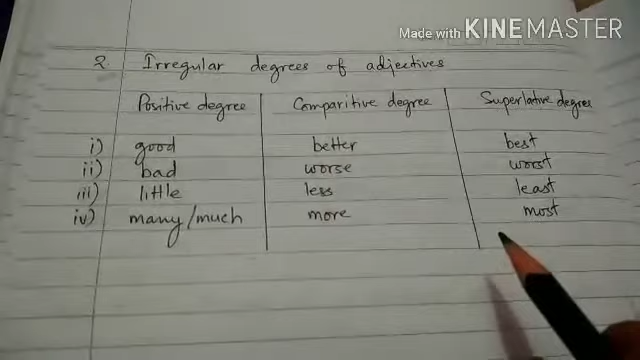 Made with KINEMASTER
2. Irregular degrees of adjectives
Positive degree Comparitive degree Superlative degree
i) good better best
ii) bad worse worst
iii) little less least
iv) many/much more most